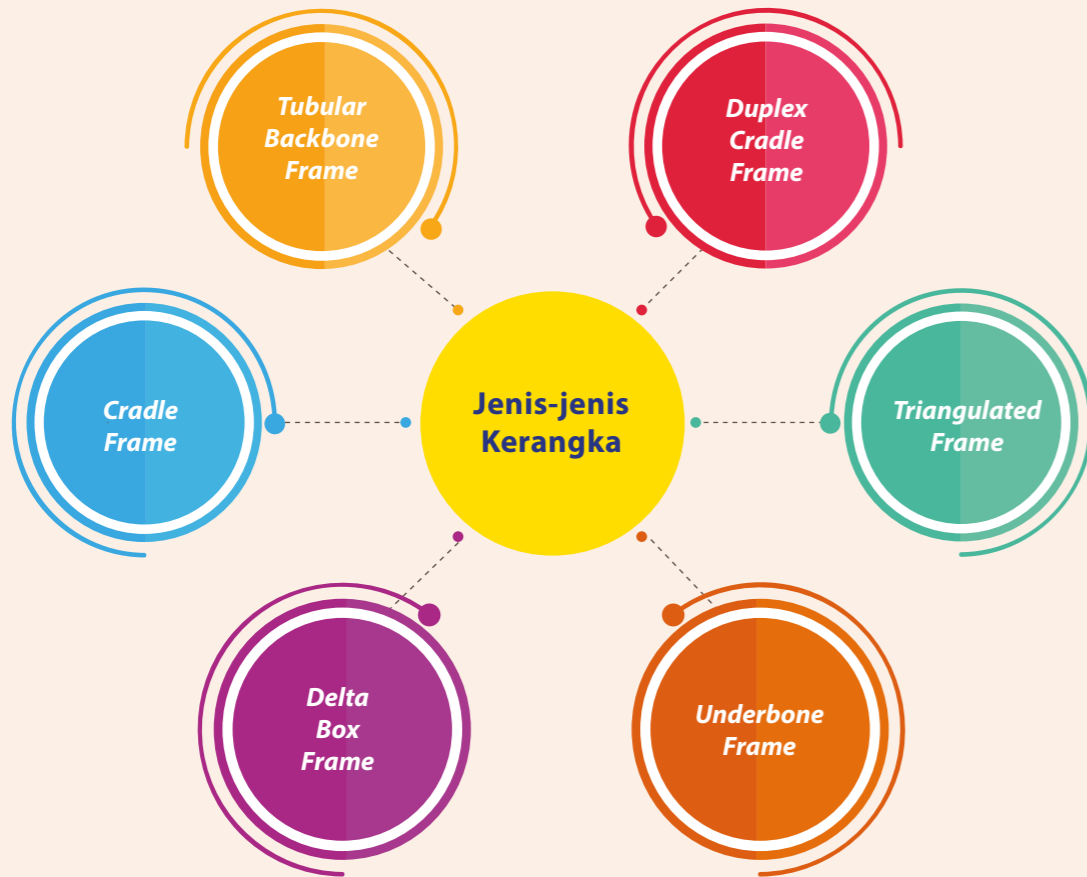 Tubular
Backbone
Frame
Duplex
Cradle
Frame
Cradle
Frame
Jenis-jenis
Kerangka
Triangulated
Frame
Delta
Box
Frame
Underbone
Frame